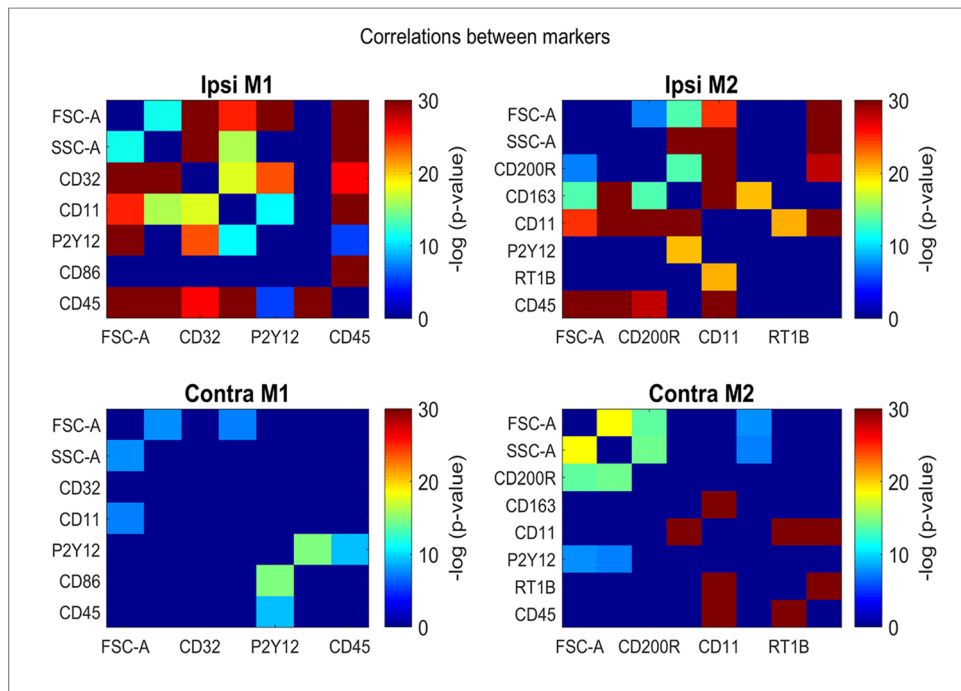 Correlations between markers
Ipsi M1
FSC-A
SSC-A
CD32
CD11
P2Y12
CD86
CD45
FSC-A CD32 P2Y12 CD45
30
20
10
0
-log (p-value)
Ipsi M2
FSC-A
SSC-A
CD200R
CD163
CD11
P2Y12
RT1B
CD45
FSC-A CD200R CD11 RT1B
30
20
10
0
-log (p-value)
Contra M1
FSC-A
SSC-A
CD32
CD11
P2Y12
CD86
CD45
FSC-A CD32 P2Y12 CD45
30
20
10
0
-log (p-value)
Contra M2
FSC-A
SSC-A
CD200R
CD163
CD11
P2Y12
RT1B
CD45
FSC-A CD200R CD11 RT1B
30
20
10
0
-log (p-value)